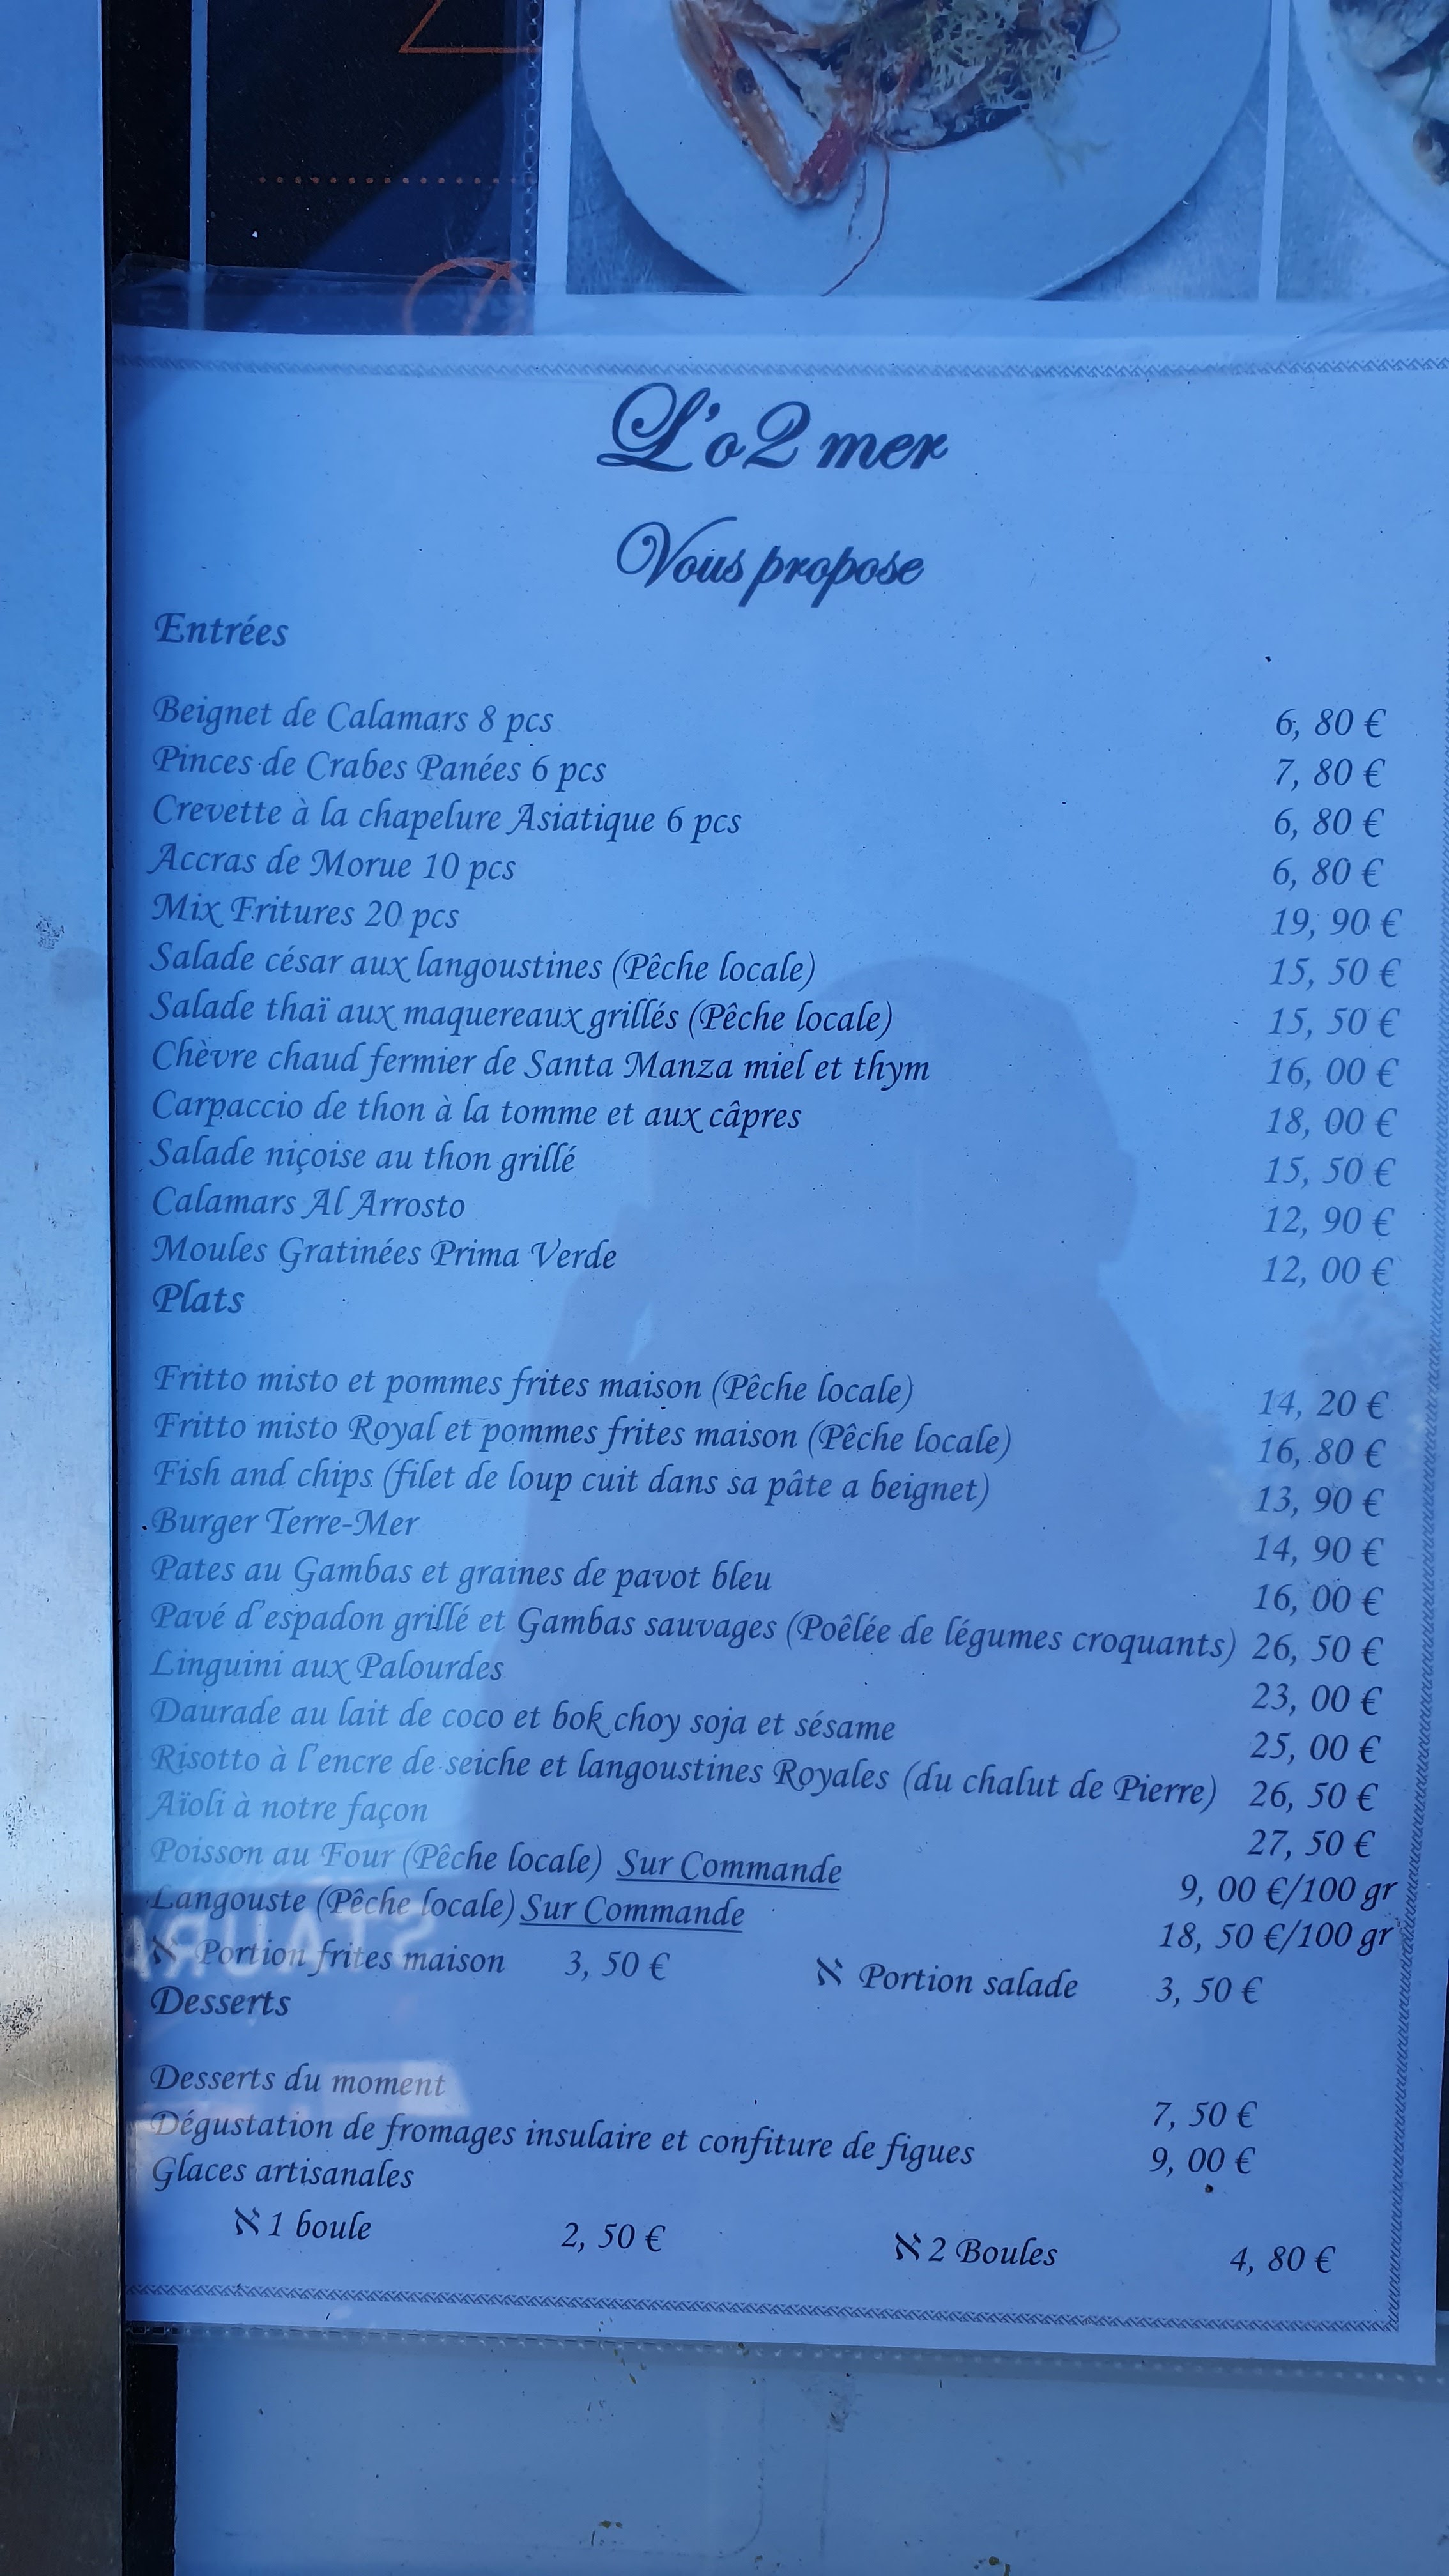 L'o2 mer
Vous propose
Entrées
Beignet de Calamars 8 pcs 6, 80 €
Pinces de Crabes Panées 6 pcs 7, 80 €
Crevette à la chapelure Asiatique 6 pcs 6, 80 €
Accras de Morue 10 pcs 6, 80 €
Mix Fritures 20 pcs 19, 90 €
Salade césar aux langoustines (Pêche locale) 15, 50 €
Salade thaï aux maquereaux grillés (Pêche locale) 15, 50 €
Chèvre chaud fermier de Santa Manza miel et thym 16, 00 €
Carpaccio de thon à la tomme et aux câpres 18, 00 €
Salade niçoise au thon grillé 15, 50 €
Calamars Al Arrosto 12, 90 €
Moules Gratinées Prima Verde 12, 00 €
Plats
Fritto misto et pommes frites maison (Pêche locale) 14, 20 €
Fritto misto Royal et pommes frites maison (Pêche locale) 16, 80 €
Fish and chips (filet de loup cuit dans sa pâte a beignet) 13, 90 €
Burger Terre-Mer 14, 90 €
Pates au Gambas et graines de pavot bleu 16, 00 €
Pavé d'espadon grillé et Gambas sauvages (Poêlée de légumes croquants) 26, 50 €
Linguini aux Palourdes 23, 00 €
Daurade au lait de coco et bok choy soja et sésame 25, 00 €
Risotto à l'encre de seiche et langoustines Royales (du chalut de Pierre) 26, 50 €
Aïoli à notre façon 27, 50 €
Poisson au Four (Pêche locale) Sur Commande 9, 00 €/100 gr
Langouste (Pêche locale) Sur Commande 18, 50 €/100 gr
ℵ Portion frites maison 3, 50 € ℵ Portion salade 3, 50 €
Desserts
Desserts du moment 7, 50 €
Dégustation de fromages insulaire et confiture de figues 9, 00 €
Glaces artisanales
ℵ 1 boule 2, 50 € ℵ 2 Boules 4, 80 €